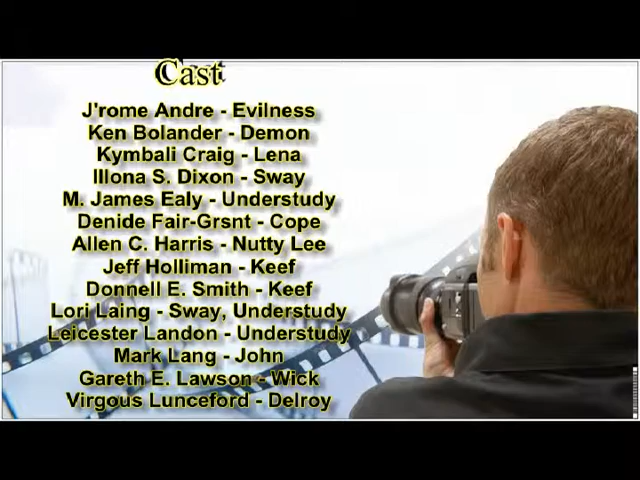 Cast
J'rome Andre - Evilness
Ken Bolander - Demon
Kymbali Craig - Lena
Illona S. Dixon - Sway
M. James Ealy - Understudy
Denide Fair-Grsnt - Cope
Allen C. Harris - Nutty Lee
Jeff Holliman - Keef
Donnell E. Smith - Keef
Lori Laing - Sway, Understudy
Leicester Landon - Understudy
Mark Lang - John
Gareth E. Lawson - Wick
Virgous Lunceford - Delroy